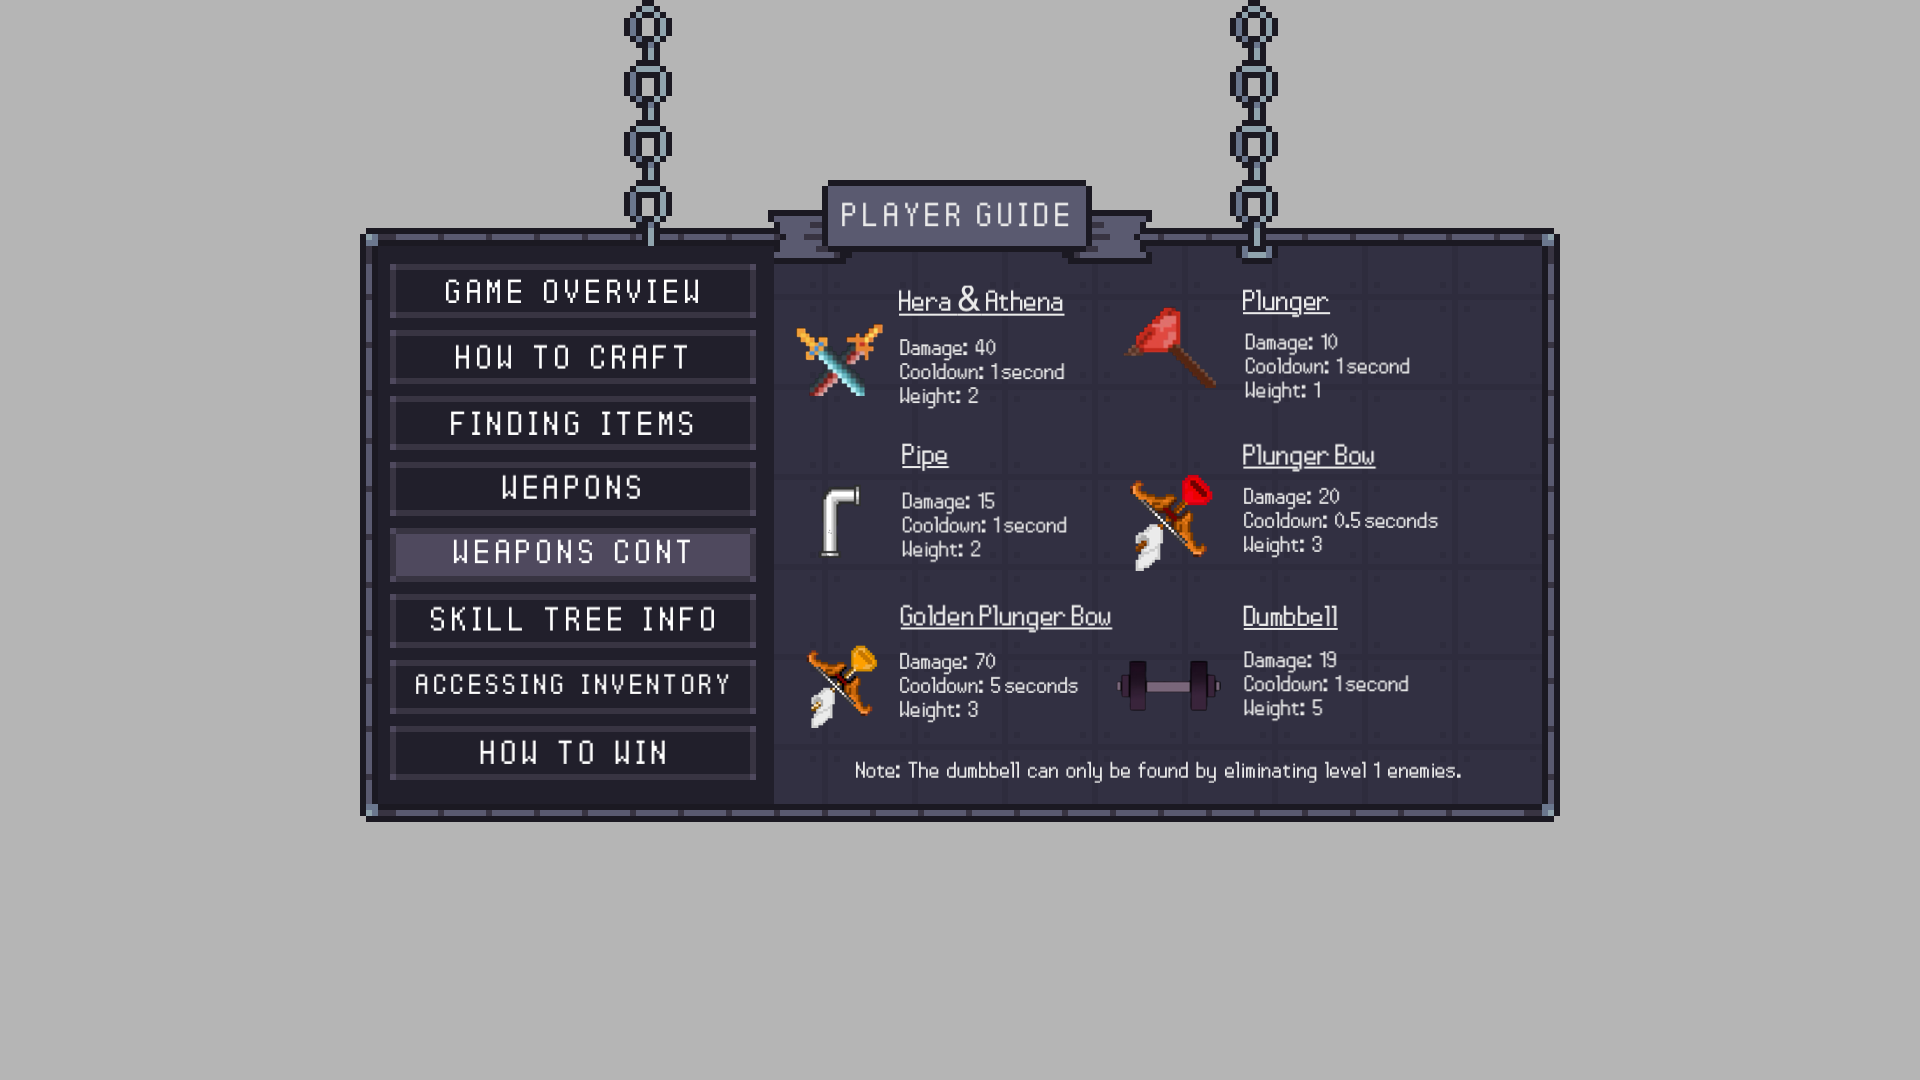 PLAYER GUIDE
GAME OVERVIEW
HOW TO CRAFT
FINDING ITEMS
WEAPONS
WEAPONS CONT
SKILL TREE INFO
ACCESSING INVENTORY
HOW TO WIN
Hera & Athena
Damage: 40
Cooldown: 1 second
Weight: 2
Plunger
Damage: 10
Cooldown: 1 second
Weight: 1
Pipe
Damage: 15
Cooldown: 1 second
Weight: 2
Plunger Bow
Damage: 20
Cooldown: 0.5 seconds
Weight: 3
Golden Plunger Bow
Damage: 70
Cooldown: 5 seconds
Weight: 3
Dumbbell
Damage: 19
Cooldown: 1 second
Weight: 5
Note: The dumbbell can only be found by eliminating level 1 enemies.